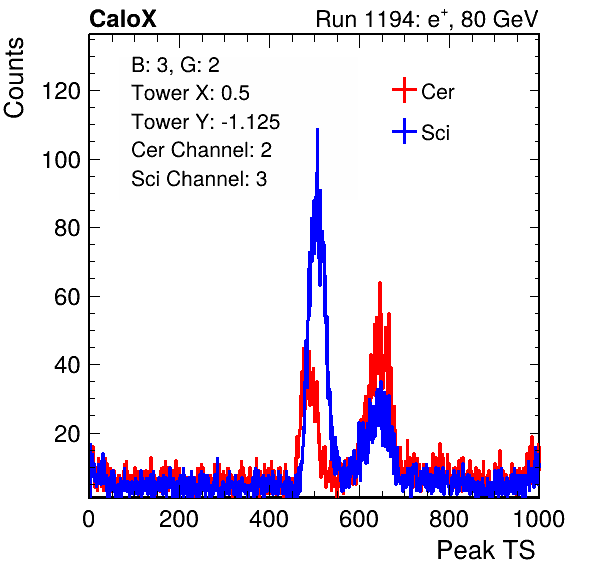 CaloX Run 1194: e+, 80 GeV
Counts
B: 3, G: 2
Tower X: 0.5
Tower Y: -1.125
Cer Channel: 2
Sci Channel: 3
Cer
Sci
120
100
80
60
40
20
0 200 400 600 800 1000
Peak TS